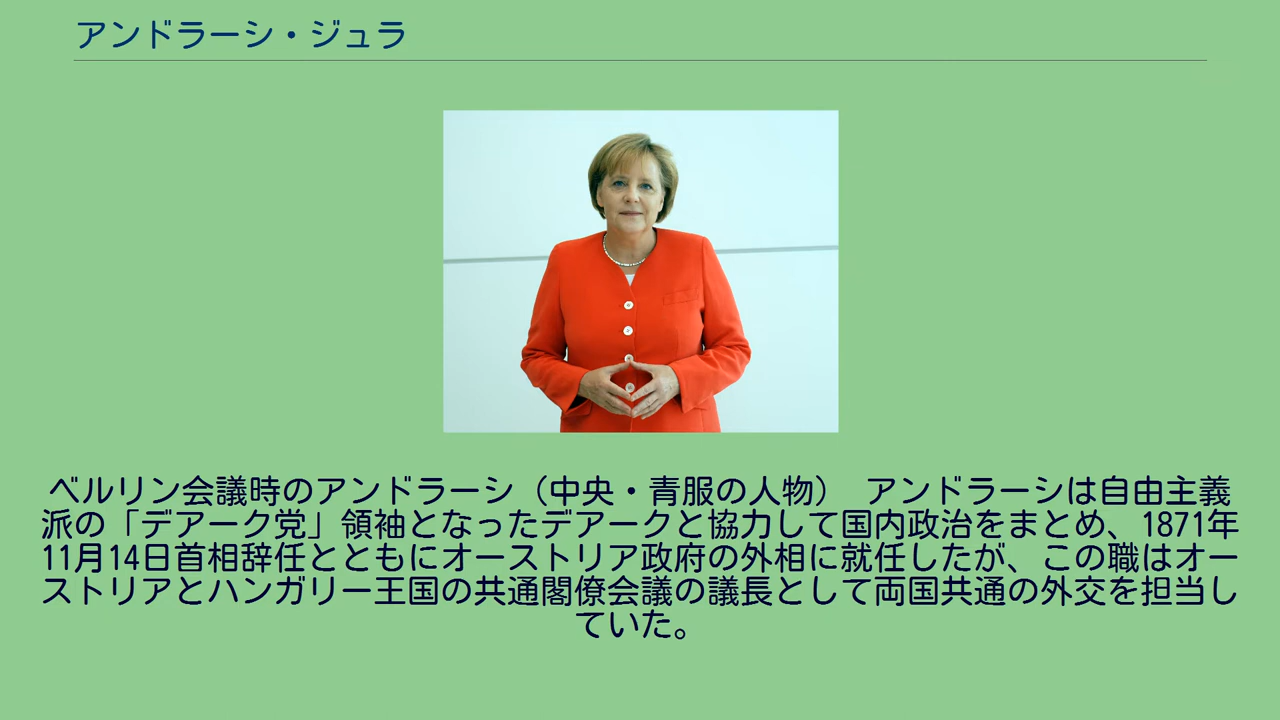 アンドラーシ・ジュラ
ベルリン会議時のアンドラーシ（中央・青服の人物）　アンドラーシは自由主義
派の「デアーク党」領袖となったデアークと協力して国内政治をまとめ、1871年
11月14日首相辞任とともにオーストリア政府の外相に就任したが、この職はオー
ストリアとハンガリー王国の共通閣僚会議の議長として両国共通の外交を担当し
ていた。